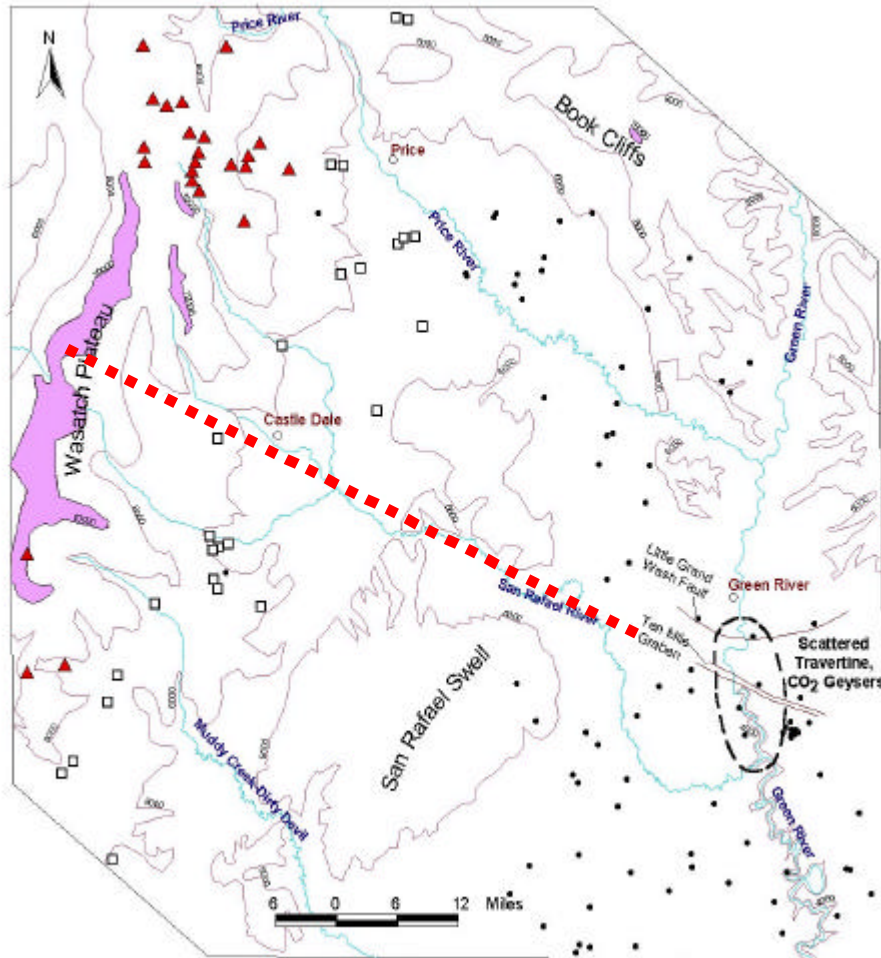 N
Price River
Book Cliffs
Price
Price River
Green River
Wasatch Plateau
Castle Dale
Little Grand
Wash Fault
Green River
San Rafael River
Ten Mile
Graben
Scattered
Travertine,
CO2 Geysers
San Rafael Swell
Muddy Creek-Dirty Devil
Green River
6 0 6 12 Miles